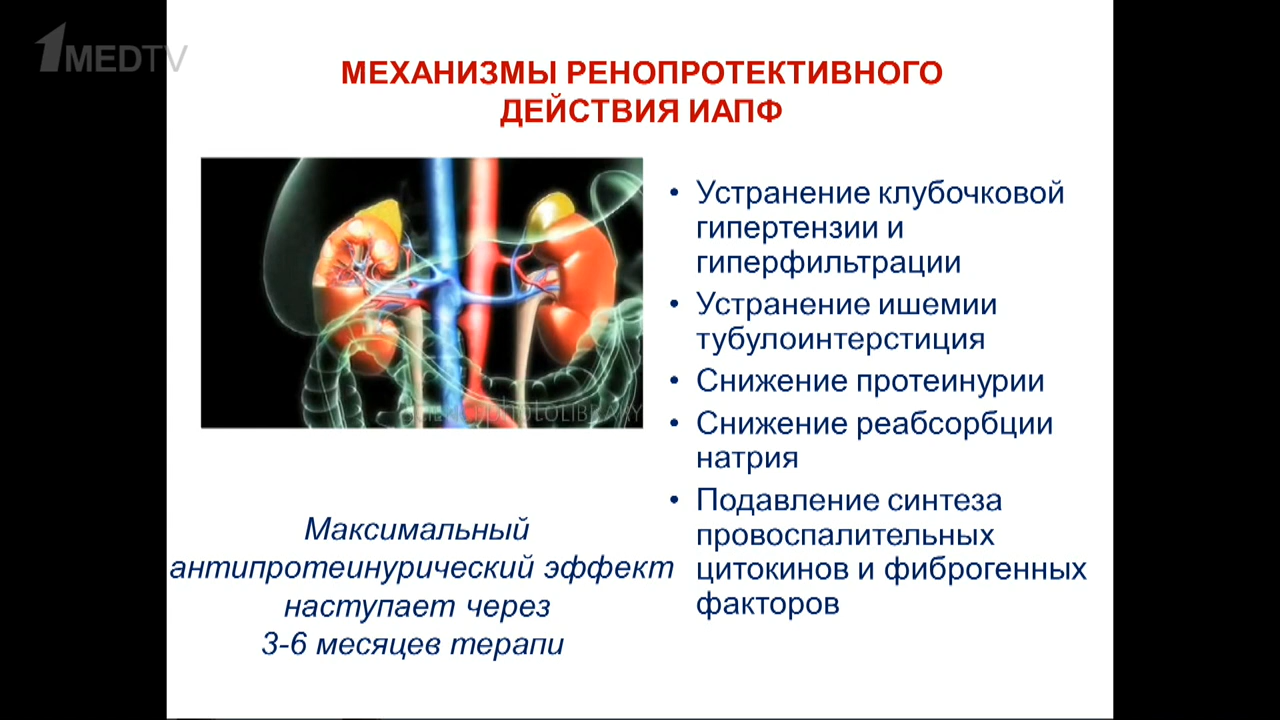 1MEDTV
МЕХАНИЗМЫ РЕНОПРОТЕКТИВНОГО
ДЕЙСТВИЯ ИАПФ
• Устранение клубочковой
гипертензии и
гиперфильтрации
• Устранение ишемии
тубулоинтерстиция
• Снижение протеинурии
• Снижение реабсорбции
натрия
• Подавление синтеза
провоспалительных
цитокинов и фиброгенных
факторов
photoLIBRARY
Максимальный
антипротеинурический эффект
наступает через
3-6 месяцев терапи